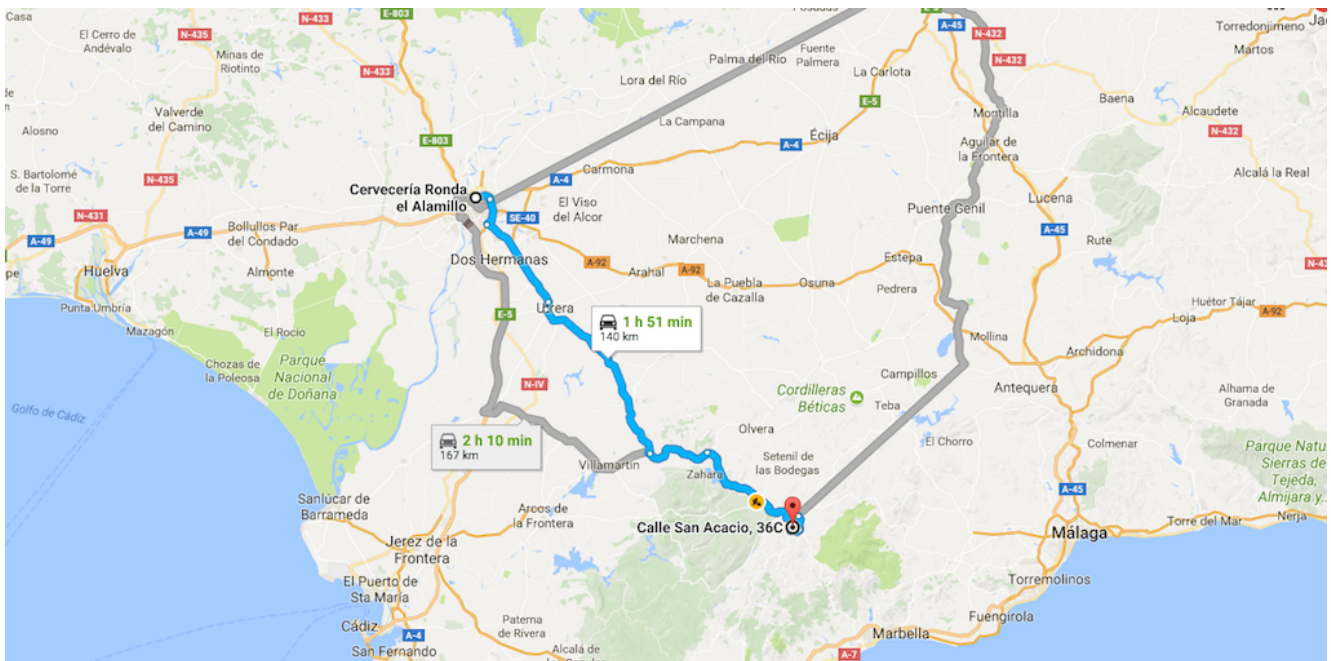 Casa
El Cerro de
Andévalo
N-435
N-433
E-803
Minas de
Riotinto
N-433
Palma del Río
Fuente
Palmera
A-45
N-432
Torredonjimeno
Martos
Lora del Río
La Carlota
N-432
E-5
Baena
Valverde
del Camino
Alosno
E-803
La Campana
Écija
A-4
Montilla
Alcaudete
N-432
Aguilar de
la Frontera
S. Bartolomé
de la Torre
N-435
Cervecería Ronda
el Alamillo
A-4
Carmona
Alcalá la Real
N-431
Bollullos Par
del Condado
A-49
SE-40
El Viso
del Alcor
Puente Genil
Lucena
A-49
A-49
Marchena
A-45
Rute
Huelva
Almonte
Dos Hermanas
A-92
Arahal
A-92
La Puebla
de Cazalla
Osuna
Estepa
Pedrera
Punta Umbría
Mazagón
El Rocío
E-5
Utrera
1 h 51 min
140 km
Huétor Tájar
Loja
A-92
Mollina
Archidona
Chozas de
la Poleosa
Parque
Nacional
de Doñana
N-IV
Cordilleras
Béticas
Campillos
Teba
Antequera
Alhama de
Granada
Golfo de Cádiz
2 h 10 min
167 km
Olvera
El Chorro
Colmenar
Villamartín
Zahara
Setenil de
las Bodegas
Parque Natu
Sierras de
Tejeda,
Almijara y...
A-45
Sanlúcar de
Barrameda
Arcos de
la Frontera
Calle San Acacio, 36C
Málaga
Torre del Mar
Nerja
Jerez de la
Frontera
Torremolinos
El Puerto de
Sta María
Fuengirola
Cádiz
A-4
San Fernando
Paterna
de Rivera
Alcalá de
Marbella
A-7